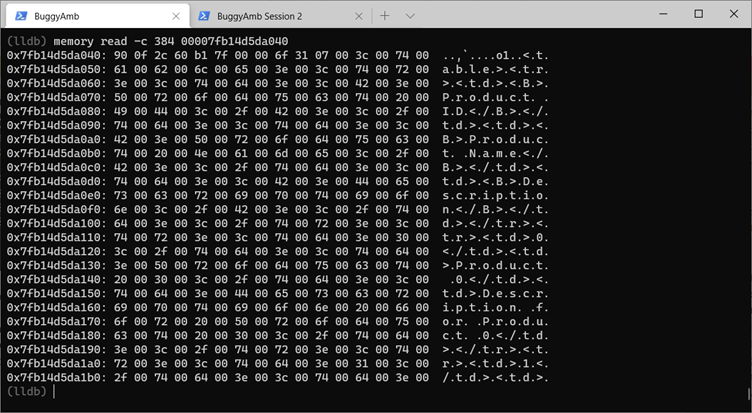 BuggyAmb
BuggyAmb Session 2
(lldb) memory read -c 384 00007fb14d5da040
0x7fb14d5da040: 90 0f 2c 60 b1 7f 00 00 6f 31 07 00 3c 00 74 00  ..,`....o1..<.t.
0x7fb14d5da050: 61 00 62 00 6c 00 65 00 3e 00 3c 00 74 00 72 00  a.b.l.e.>.<.t.r.
0x7fb14d5da060: 3e 00 3c 00 74 00 64 00 3e 00 3c 00 42 00 3e 00  >.<.t.d.>.<.B.>.
0x7fb14d5da070: 50 00 72 00 6f 00 64 00 75 00 63 00 74 00 20 00  P.r.o.d.u.c.t. .
0x7fb14d5da080: 49 00 44 00 3c 00 2f 00 42 00 3e 00 3c 00 2f 00  I.D.<./.B.>.<./.
0x7fb14d5da090: 74 00 64 00 3e 00 3c 00 74 00 64 00 3e 00 3c 00  t.d.>.<.t.d.>.<.
0x7fb14d5da0a0: 42 00 3e 00 50 00 72 00 6f 00 64 00 75 00 63 00  B.>.P.r.o.d.u.c.
0x7fb14d5da0b0: 74 00 20 00 4e 00 61 00 6d 00 65 00 3c 00 2f 00  t. .N.a.m.e.<./.
0x7fb14d5da0c0: 42 00 3e 00 3c 00 2f 00 74 00 64 00 3e 00 3c 00  B.>.<./.t.d.>.<.
0x7fb14d5da0d0: 74 00 64 00 3e 00 3c 00 42 00 3e 00 44 00 65 00  t.d.>.<.B.>.D.e.
0x7fb14d5da0e0: 73 00 63 00 72 00 69 00 70 00 74 00 69 00 6f 00  s.c.r.i.p.t.i.o.
0x7fb14d5da0f0: 6e 00 3c 00 2f 00 42 00 3e 00 3c 00 2f 00 74 00  n.<./.B.>.<./.t.
0x7fb14d5da100: 64 00 3e 00 3c 00 2f 00 74 00 72 00 3e 00 3c 00  d.>.<./.t.r.>.<.
0x7fb14d5da110: 74 00 72 00 3e 00 3c 00 74 00 64 00 3e 00 30 00  t.r.>.<.t.d.>.0.
0x7fb14d5da120: 3c 00 2f 00 74 00 64 00 3e 00 3c 00 74 00 64 00  <./.t.d.>.<.t.d.
0x7fb14d5da130: 3e 00 50 00 72 00 6f 00 64 00 75 00 63 00 74 00  >.P.r.o.d.u.c.t.
0x7fb14d5da140: 20 00 30 00 3c 00 2f 00 74 00 64 00 3e 00 3c 00   .0.<./.t.d.>.<.
0x7fb14d5da150: 74 00 64 00 3e 00 44 00 65 00 73 00 63 00 72 00  t.d.>.D.e.s.c.r.
0x7fb14d5da160: 69 00 70 00 74 00 69 00 6f 00 6e 00 20 00 66 00  i.p.t.i.o.n. .f.
0x7fb14d5da170: 6f 00 72 00 20 00 50 00 72 00 6f 00 64 00 75 00  o.r. .P.r.o.d.u.
0x7fb14d5da180: 63 00 74 00 20 00 30 00 3c 00 2f 00 74 00 64 00  c.t. .0.<./.t.d.
0x7fb14d5da190: 3e 00 3c 00 2f 00 74 00 72 00 3e 00 3c 00 74 00  >.<./.t.r.>.<.t.
0x7fb14d5da1a0: 72 00 3e 00 3c 00 74 00 64 00 3e 00 31 00 3c 00  r.>.<.t.d.>.1.<.
0x7fb14d5da1b0: 2f 00 74 00 64 00 3e 00 3c 00 74 00 64 00 3e 00  /.t.d.>.<.t.d.>.
(lldb)